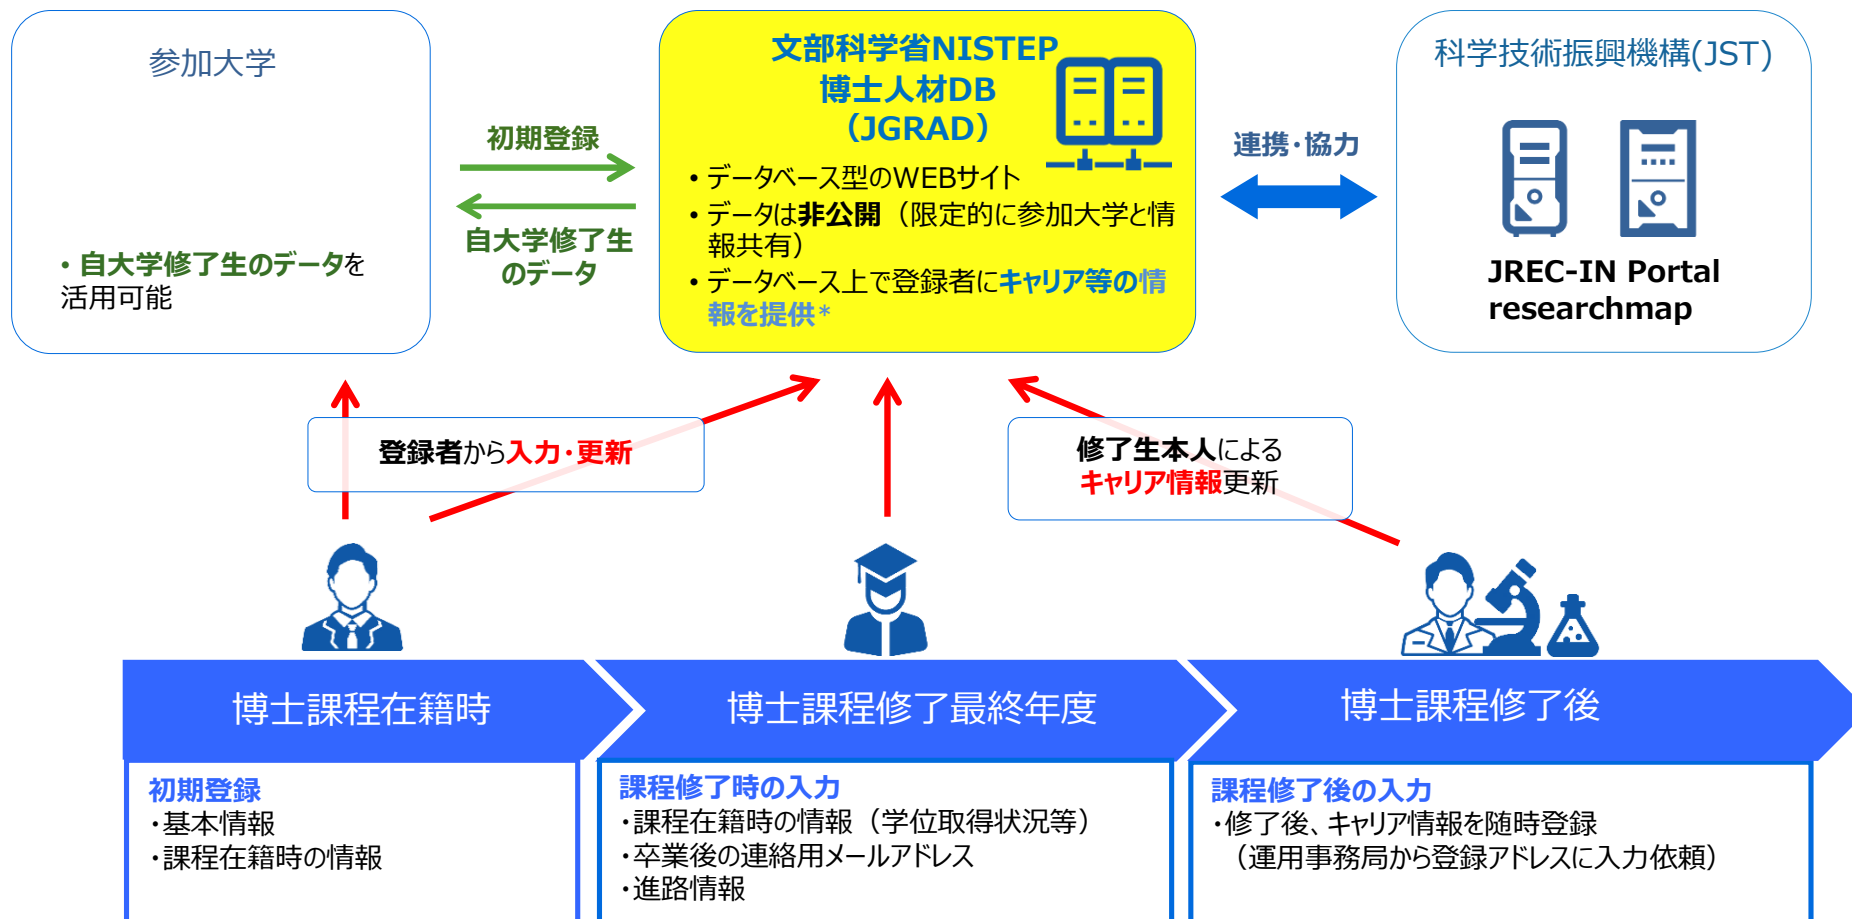 参加大学
・自大学修了生のデータを
活用可能
初期登録
自大学修了生
のデータ
文部科学省NISTEP
博士人材DB
（JGRAD）
・データベース型のWEBサイト
・データは非公開（限定的に参加大学と情
報共有）
・データベース上で登録者にキャリア等の情
報を提供*
連携・協力
科学技術振興機構(JST)
JREC-IN Portal
researchmap
登録者から入力・更新
修了生本人による
キャリア情報更新
博士課程在籍時
博士課程修了最終年度
博士課程修了後
初期登録
・基本情報
・課程在籍時の情報
課程修了時の入力
・課程在籍時の情報（学位取得状況等）
・卒業後の連絡用メールアドレス
・進路情報
課程修了後の入力
・修了後、キャリア情報を随時登録
（運用事務局から登録アドレスに入力依頼）